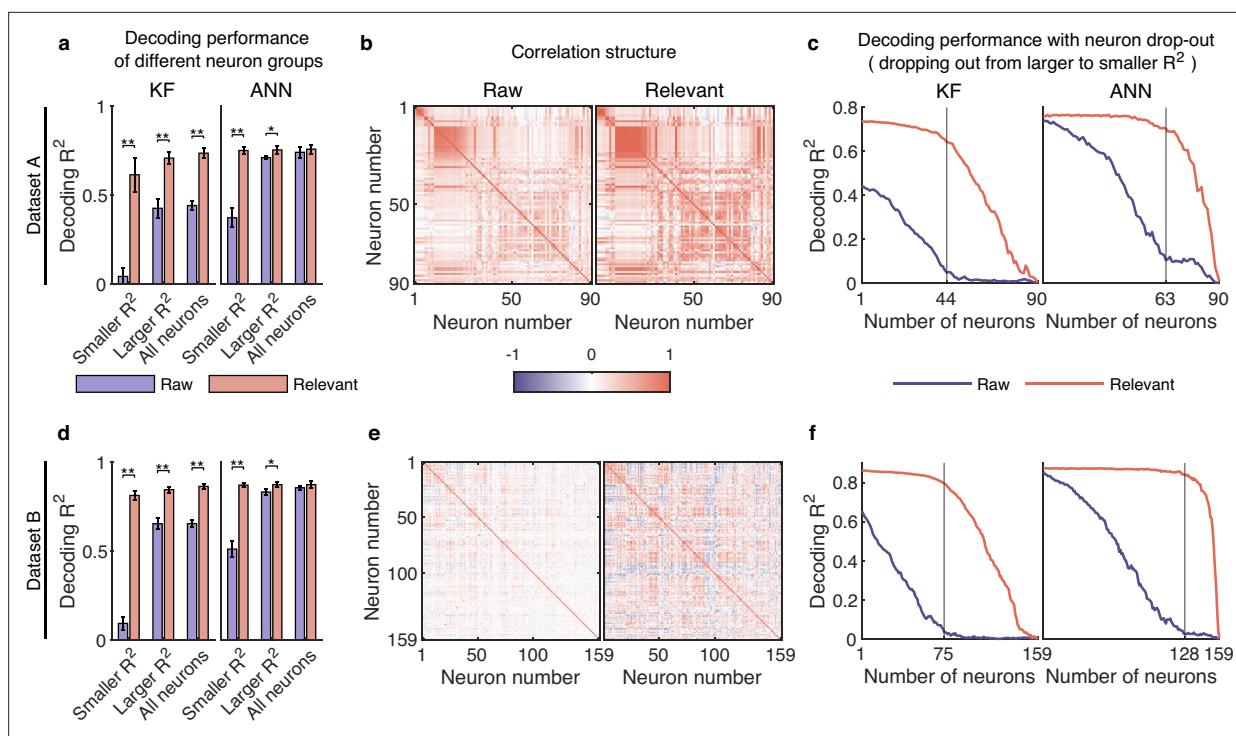 a
Decoding performance
of different neuron groups
KF
ANN
Dataset A
Decoding R²
1
0.5
0
**
**
**
**
*
Smaller R²
Larger R²
All neurons
Smaller R²
Larger R²
All neurons
Raw
Relevant
b
Correlation structure
Raw
Relevant
Neuron number
1
50
90
50
90
50
90
Neuron number
Neuron number
-1
0
1
c
Decoding performance with neuron drop-out
( dropping out from larger to smaller R² )
KF
ANN
Decoding R²
0.8
0.6
0.4
0.2
0
1
44
90
1
63
90
Number of neurons
Number of neurons
Raw
Relevant
d
Dataset B
Decoding R²
1
0.5
0
**
**
**
**
*
Smaller R²
Larger R²
All neurons
Smaller R²
Larger R²
All neurons
e
Neuron number
1
50
100
159
1
50
100
159
50
100
159
Neuron number
Neuron number
f
Decoding R²
0.8
0.6
0.4
0.2
0
1
75
159
1
128
159
Number of neurons
Number of neurons